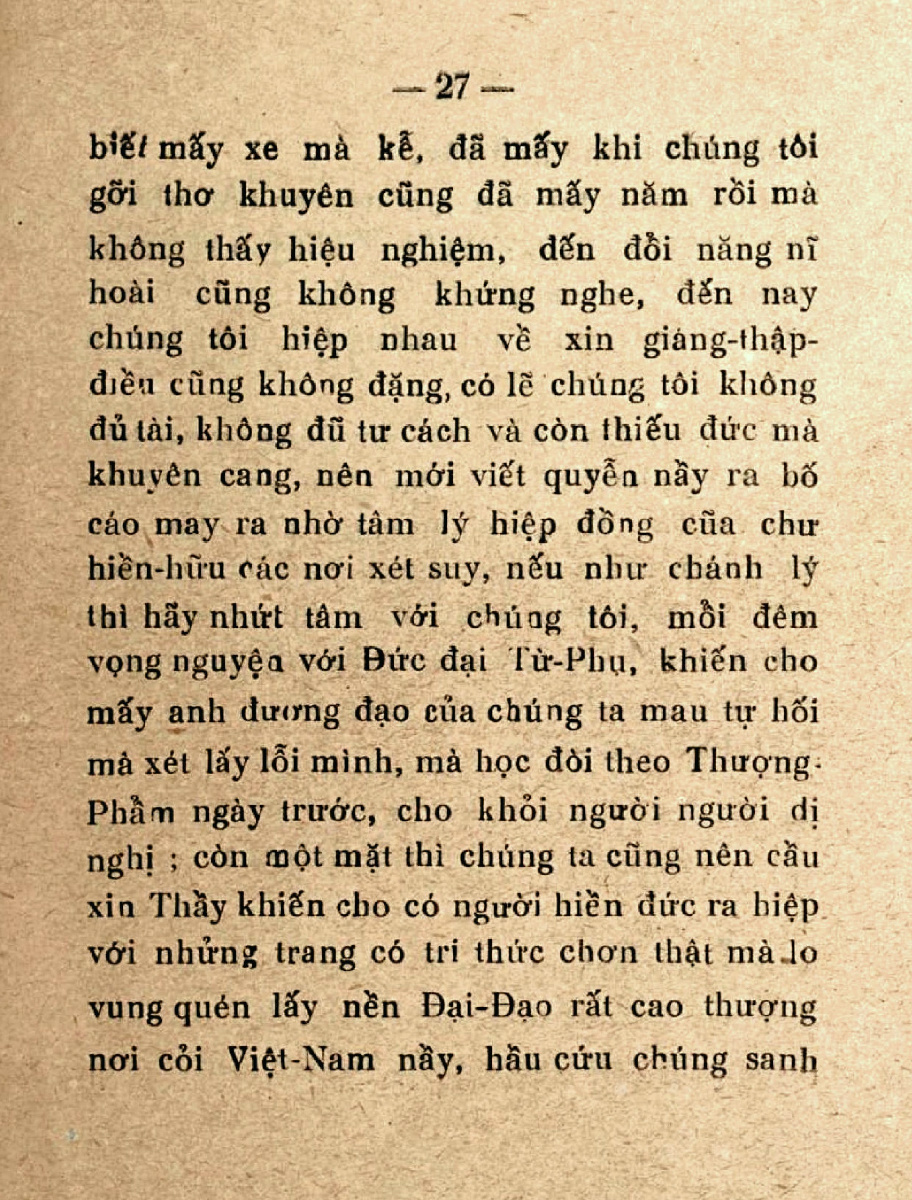 — 27 —
biết mấy xe mà kễ, đã mấy khi chúng tôi
gỡi thơ khuyên cũng đã mấy năm rồi mà
không thấy hiệu nghiệm, đến đồi năng nĩ
hoài cũng không khứng nghe, đến nay
chúng tôi hiệp nhau về xin giảng-thập-
điều cũng không đặng, có lẽ chúng tôi không
đủ tài, không đũ tư cách và còn thiếu đức mà
khuyên cang, nên mới viết quyễn nầy ra bố
cáo may ra nhờ tâm lý hiệp đồng cũa chư
hiền-hữu các nơi xét suy, nếu như chánh lý
thì hãy nhứt tâm với chúng tôi, mồi đêm
vọng nguyện với Đức đại Từ-Phụ, khiến cho
mấy anh đương đạo của chúng ta mau tự hối
mà xét lấy lỗi mình, mà học đòi theo Thượng-
Phẩm ngày trước, cho khỏi người người dị
nghị ; còn một mặt thì chúng ta cũng nên cầu
xin Thầy khiến cho có người hiền đức ra hiệp
với nhửng trang có tri thức chơn thật mà lo
vung quén lấy nền Đại-Đạo rất cao thượng
nơi cỏi Việt-Nam nầy, hầu cứu chúng sanh